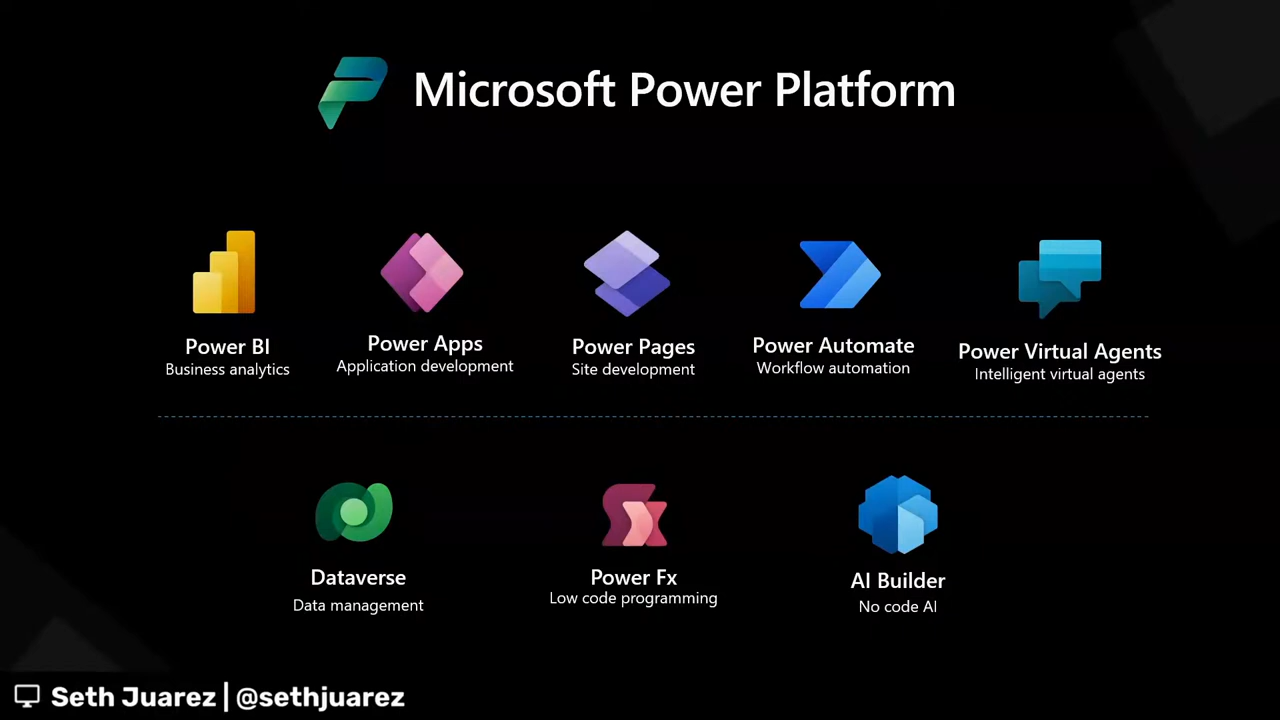 Microsoft Power Platform
Power BI
Business analytics
Power Apps
Application development
Power Pages
Site development
Power Automate
Workflow automation
Power Virtual Agents
Intelligent virtual agents
Dataverse
Data management
Power Fx
Low code programming
AI Builder
No code AI
Seth Juarez | @sethjuarez